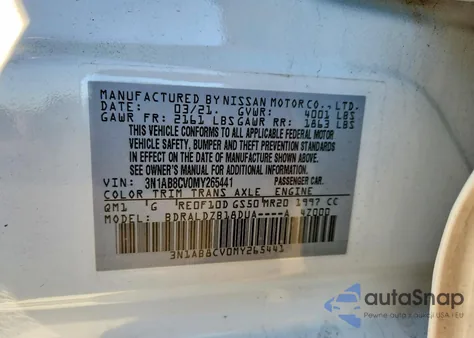 MANUFACTURED BY NISSAN MOTOR CO., LTD.
DATE: 03/21 GVWR: 4001 LBS
GAWR FR: 2161 LBS GAWR RR: 1863 LBS
THIS VEHICLE CONFORMS TO ALL APPLICABLE FEDERAL MOTOR
VEHICLE SAFETY, BUMPER AND THEFT PREVENTION STANDARDS
IN EFFECT ON THE DATE OF MANUFACTURE SHOWN ABOVE.
SEE OWNER'S MANUAL FOR ADDITIONAL INFORMATION.
VIN: 3N1AB8CV0MY265441 PASSENGER CAR
COLOR TRIM TRANS AXLE ENGINE
QM1 G RE0F10D GS50 MR20 1997 CC
MODEL: BDRALDZB18DUA----A 4Z000
3N1AB8CV0MY265441
autoSnap